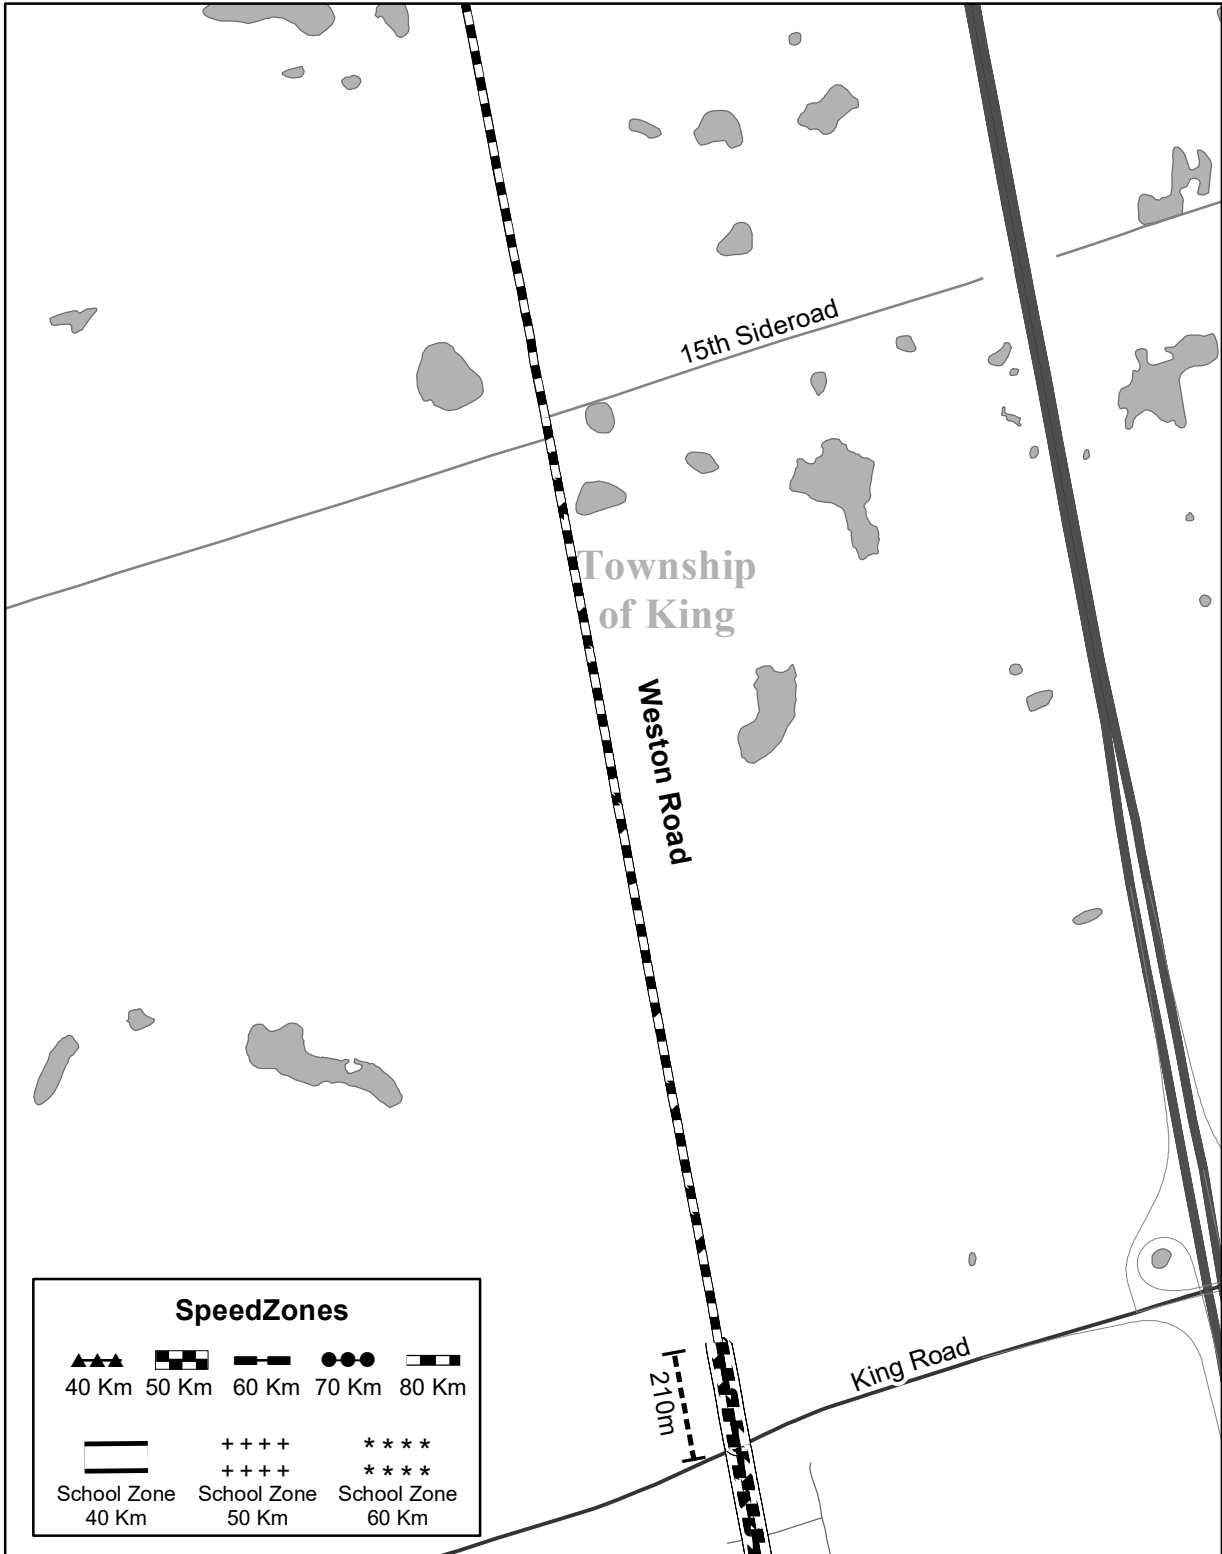 15th Sideroad
Township
of King
Weston Road
King Road
210m
SpeedZones
40 Km 50 Km 60 Km 70 Km 80 Km
School Zone School Zone School Zone
40 Km 50 Km 60 Km